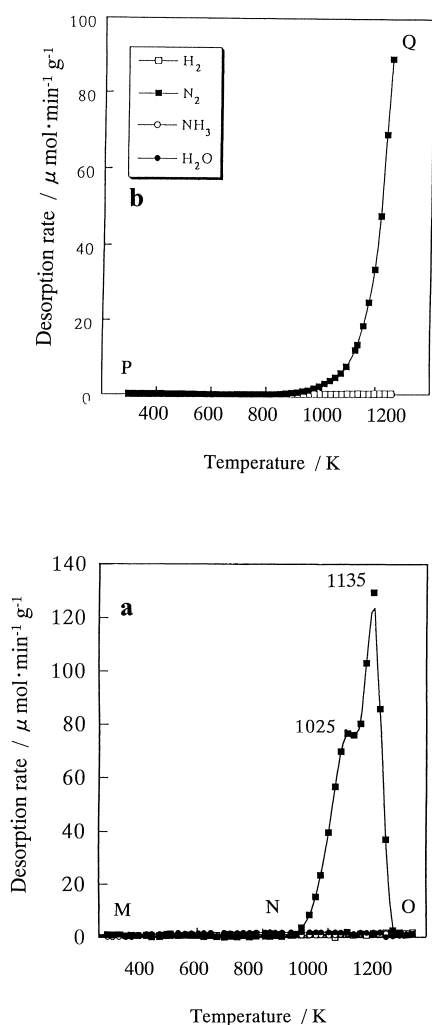 100
Q
H₂
N₂
NH₃
H₂O
80
60
40
20
0
b
P
400 600 800 1000 1200
Desorption rate / μ mol·min⁻¹ g⁻¹
Temperature / K
140
1135
a
120
100
1025
80
60
40
20
M
N
O
0
400 600 800 1000 1200
Desorption rate / μ mol·min⁻¹ g⁻¹
Temperature / K